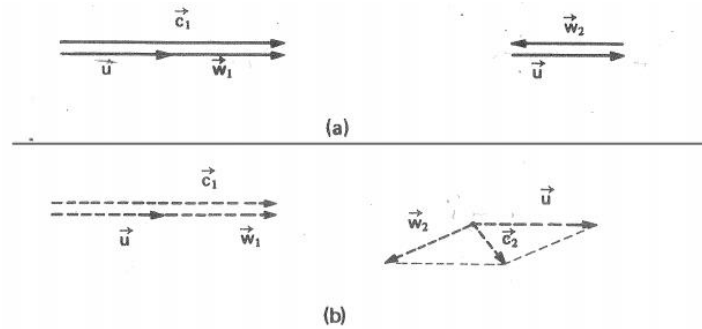 c⃗₁ w⃗₂
u⃗ w⃗₁ u⃗
(a)
c⃗₁ u⃗
w⃗₂
c⃗₂
u⃗ w⃗₁
(b)